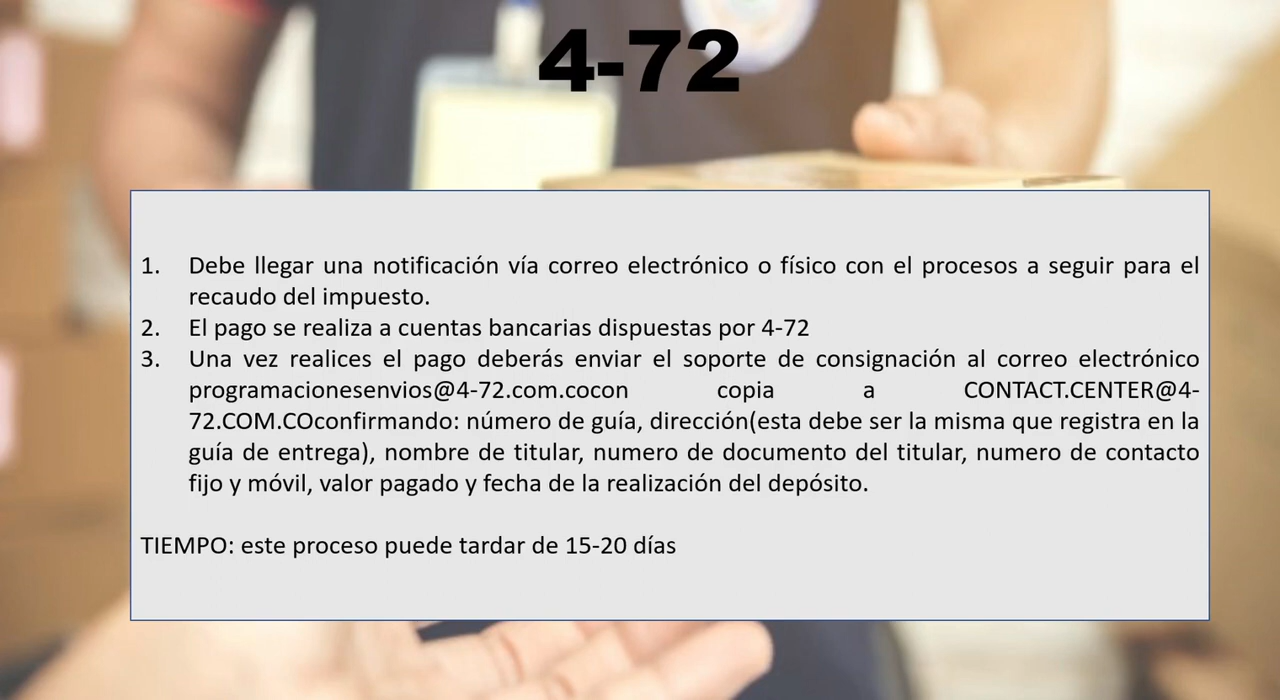 4-72
1. Debe llegar una notificación vía correo electrónico o físico con el procesos a seguir para el
recaudo del impuesto.
2. El pago se realiza a cuentas bancarias dispuestas por 4-72
3. Una vez realices el pago deberás enviar el soporte de consignación al correo electrónico
programacionesenvios@4-72.com.cocon copia a CONTACT.CENTER@4-
72.COM.COconfirmando: número de guía, dirección(esta debe ser la misma que registra en la
guía de entrega), nombre de titular, numero de documento del titular, numero de contacto
fijo y móvil, valor pagado y fecha de la realización del depósito.
TIEMPO: este proceso puede tardar de 15-20 días